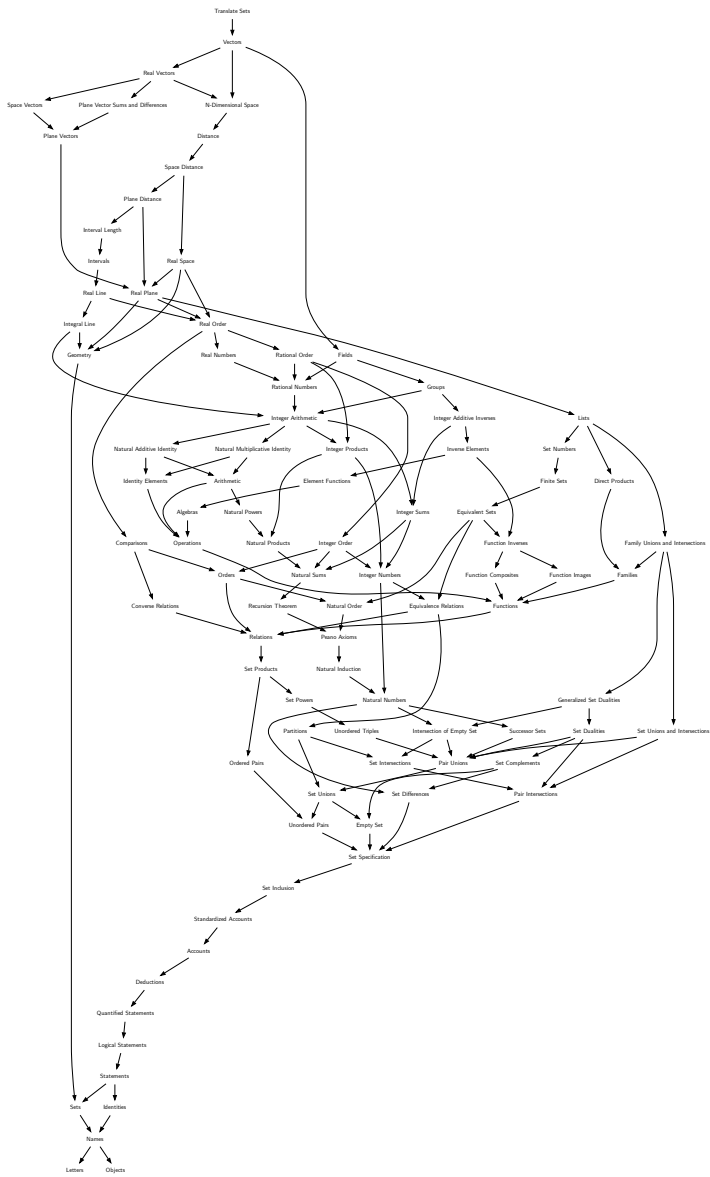 Translate Sets
Vectors
Real Vectors
Space Vectors
Plane Vector Sums and Differences
N-Dimensional Space
Plane Vectors
Distance
Space Distance
Plane Distance
Interval Length
Intervals
Real Space
Real Line
Real Plane
Integral Line
Real Order
Geometry
Real Numbers
Rational Order
Fields
Rational Numbers
Groups
Integer Arithmetic
Integer Additive Inverses
Lists
Natural Additive Identity
Natural Multiplicative Identity
Integer Products
Inverse Elements
Set Numbers
Identity Elements
Arithmetic
Element Functions
Finite Sets
Direct Products
Algebras
Natural Powers
Integer Sums
Equivalent Sets
Comparisons
Operations
Natural Products
Integer Order
Function Inverses
Family Unions and Intersections
Orders
Natural Sums
Integer Numbers
Function Composites
Function Images
Families
Converse Relations
Recursion Theorem
Natural Order
Equivalence Relations
Functions
Relations
Peano Axioms
Set Products
Natural Induction
Set Powers
Natural Numbers
Generalized Set Dualities
Partitions
Unordered Triples
Intersection of Empty Set
Successor Sets
Set Dualities
Set Unions and Intersections
Ordered Pairs
Set Intersections
Pair Unions
Set Complements
Set Unions
Set Differences
Pair Intersections
Unordered Pairs
Empty Set
Set Specification
Set Inclusion
Standardized Accounts
Accounts
Deductions
Quantified Statements
Logical Statements
Statements
Sets
Identities
Names
Letters
Objects